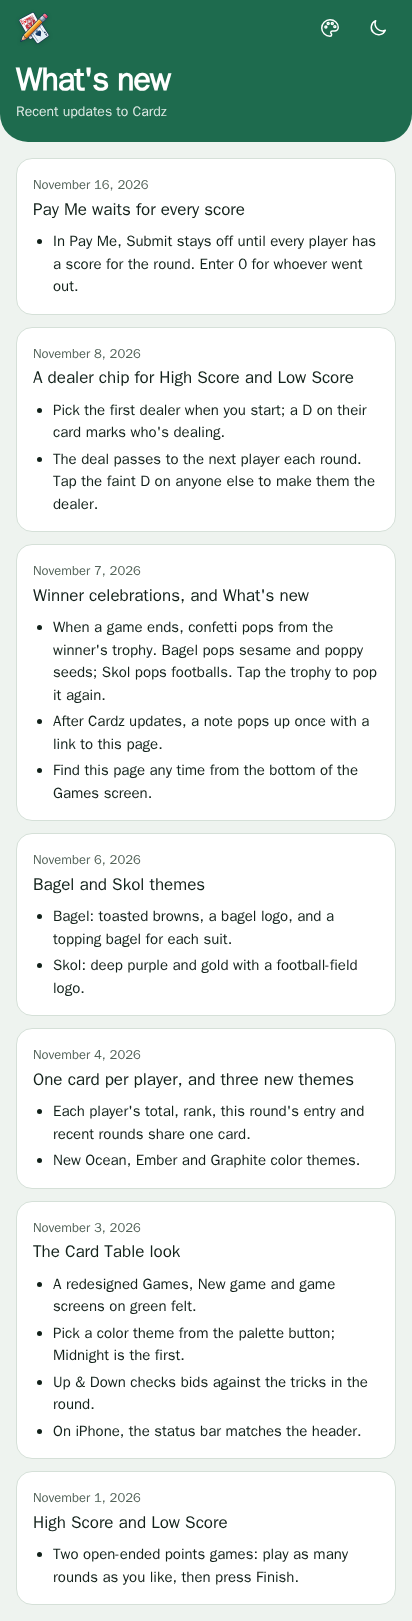 What's new
Recent updates to Cardz
November 16, 2026
Pay Me waits for every score
• In Pay Me, Submit stays off until every player has
a score for the round. Enter 0 for whoever went
out.
November 8, 2026
A dealer chip for High Score and Low Score
• Pick the first dealer when you start; a D on their
card marks who's dealing.
• The deal passes to the next player each round.
Tap the faint D on anyone else to make them the
dealer.
November 7, 2026
Winner celebrations, and What's new
• When a game ends, confetti pops from the
winner's trophy. Bagel pops sesame and poppy
seeds; Skol pops footballs. Tap the trophy to pop
it again.
• After Cardz updates, a note pops up once with a
link to this page.
• Find this page any time from the bottom of the
Games screen.
November 6, 2026
Bagel and Skol themes
• Bagel: toasted browns, a bagel logo, and a
topping bagel for each suit.
• Skol: deep purple and gold with a football-field
logo.
November 4, 2026
One card per player, and three new themes
• Each player's total, rank, this round's entry and
recent rounds share one card.
• New Ocean, Ember and Graphite color themes.
November 3, 2026
The Card Table look
• A redesigned Games, New game and game
screens on green felt.
• Pick a color theme from the palette button;
Midnight is the first.
• Up & Down checks bids against the tricks in the
round.
• On iPhone, the status bar matches the header.
November 1, 2026
High Score and Low Score
• Two open-ended points games: play as many
rounds as you like, then press Finish.